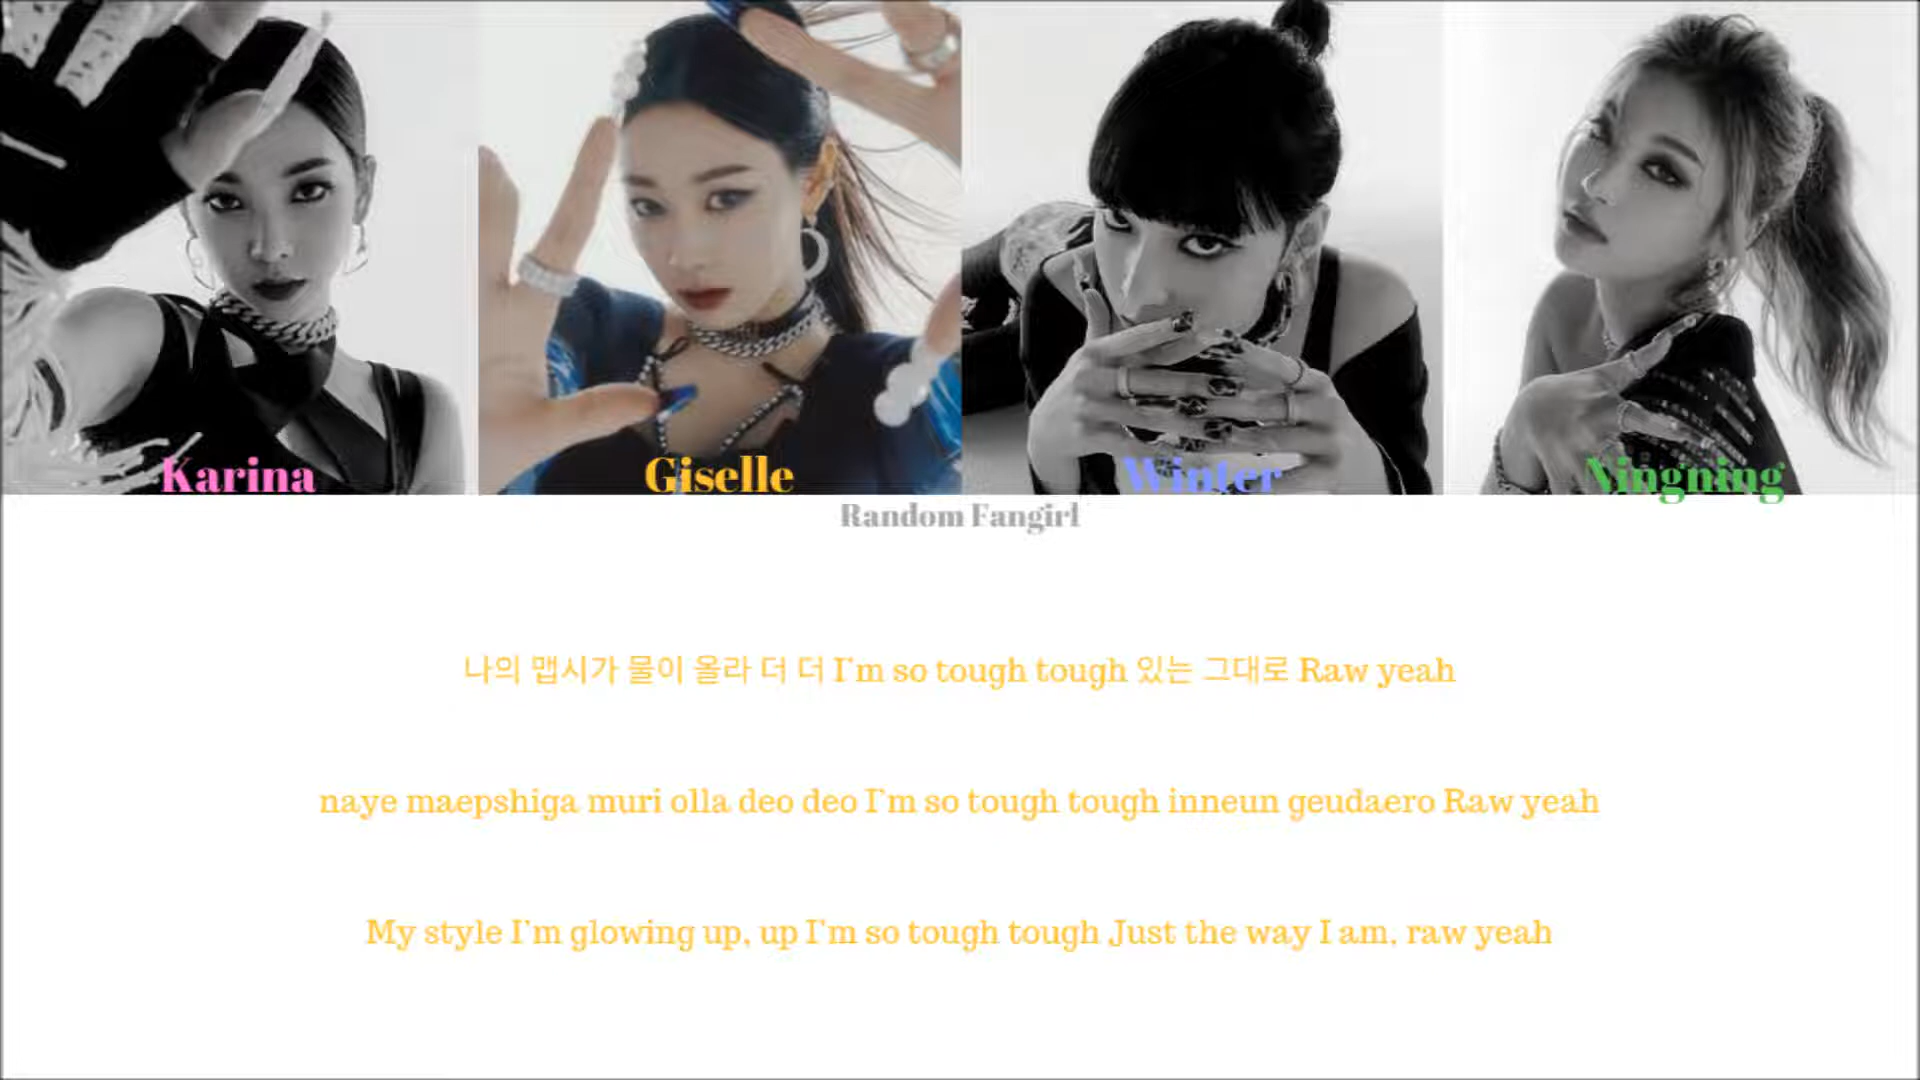 Karina
Giselle
Winter
Ningning
Random Fangirl
나의 맵시가 물이 올라 더 더 I'm so tough tough 있는 그대로 Raw yeah
naye maepshiga muri olla deo deo I'm so tough tough inneun geudaero Raw yeah
My style I'm glowing up, up I'm so tough tough Just the way I am, raw yeah